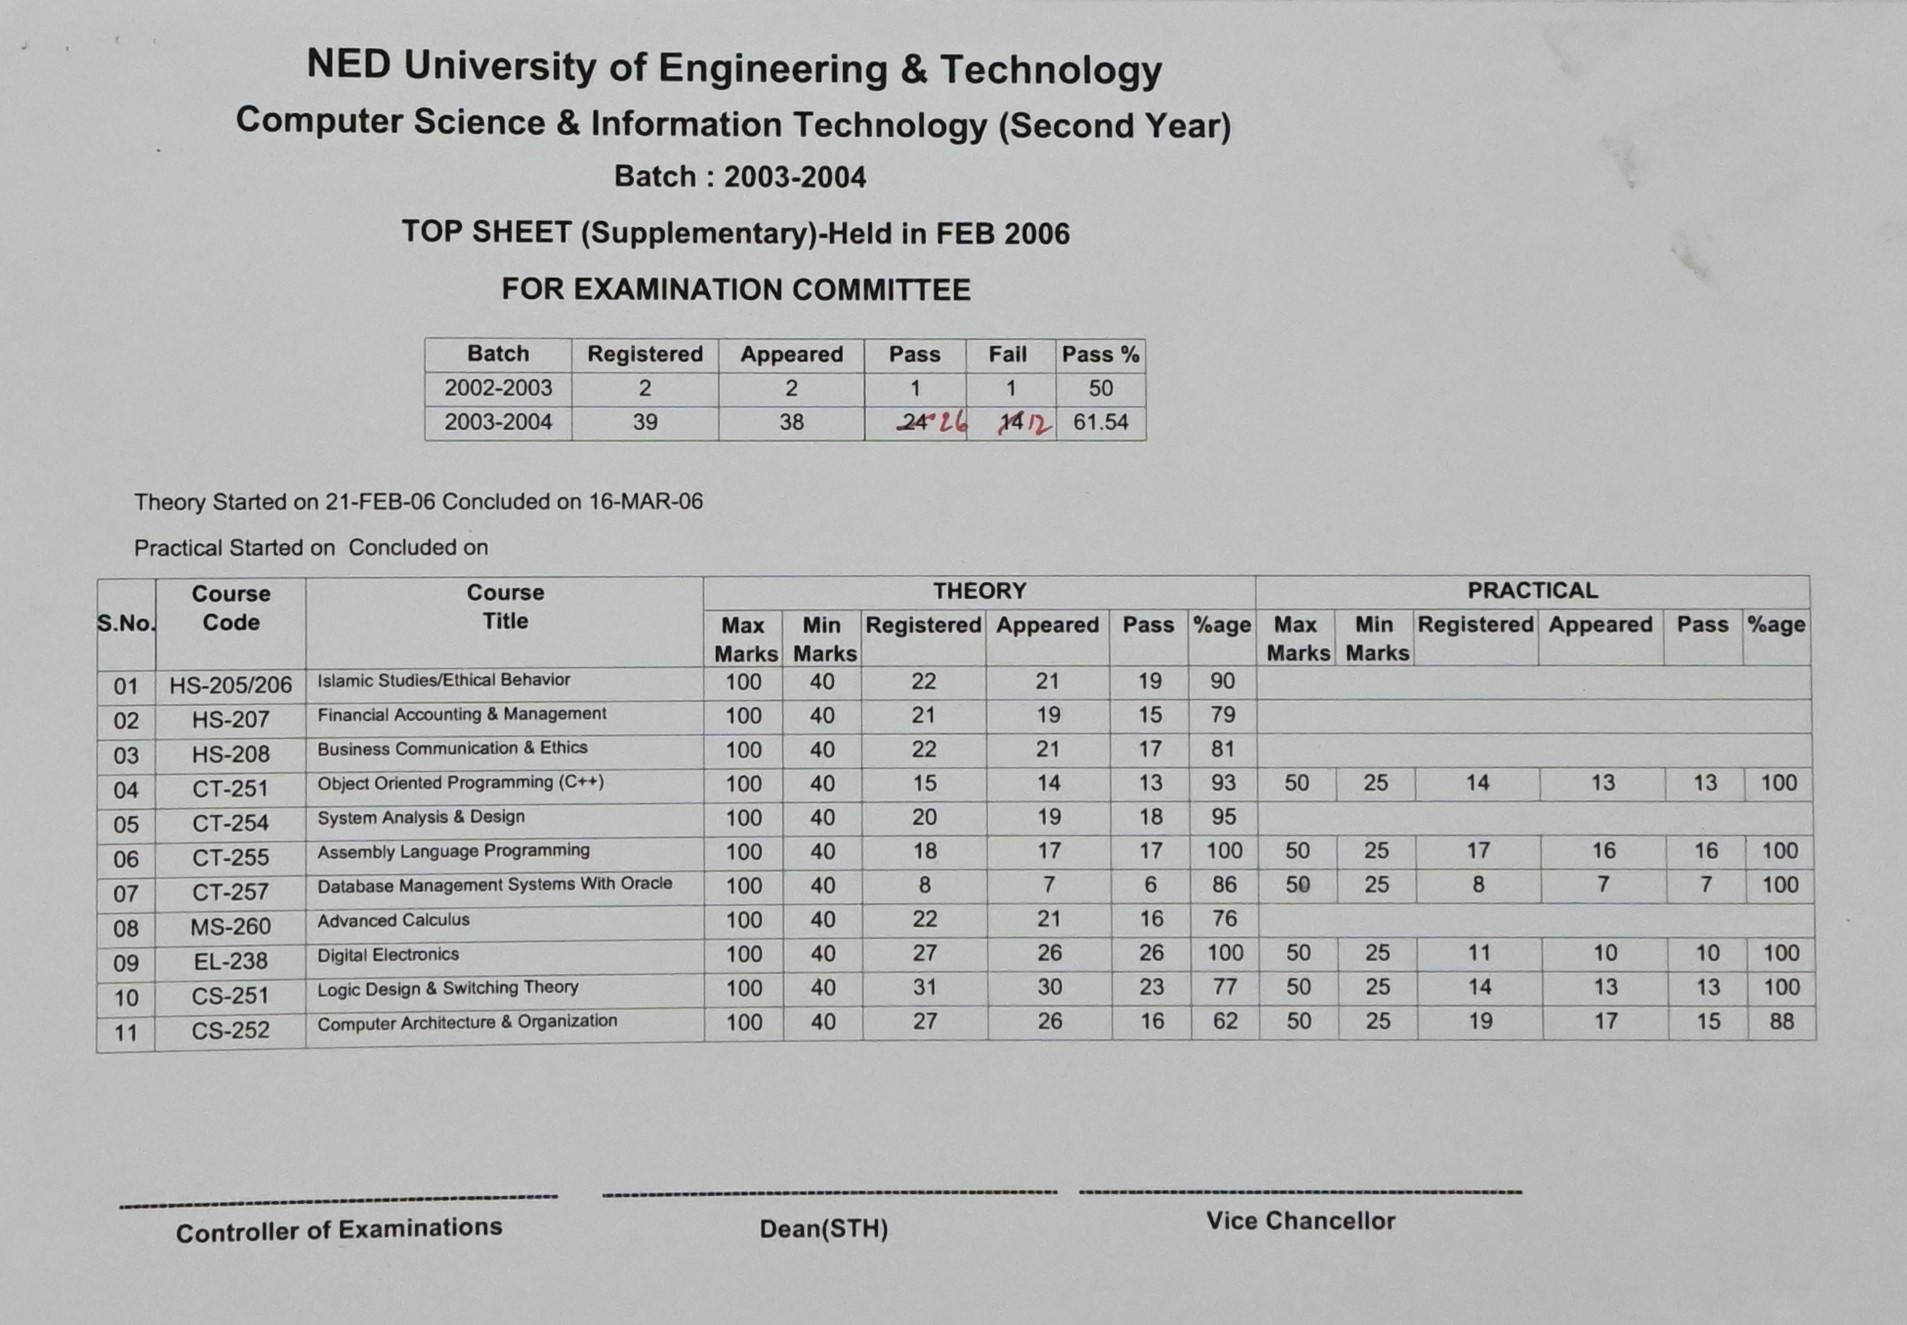 NED University of Engineering & Technology
Computer Science & Information Technology (Second Year)
Batch : 2003-2004
TOP SHEET (Supplementary)-Held in FEB 2006
FOR EXAMINATION COMMITTEE
Batch Registered Appeared Pass Fail Pass %
2002-2003 2 2 1 1 50
2003-2004 39 38 24 26 14 12 61.54
Theory Started on 21-FEB-06 Concluded on 16-MAR-06
Practical Started on Concluded on
S.No. Course Code Course Title THEORY PRACTICAL
Max Marks Min Marks Registered Appeared Pass %age Max Marks Min Marks Registered Appeared Pass %age
01 HS-205/206 Islamic Studies/Ethical Behavior 100 40 22 21 19 90
02 HS-207 Financial Accounting & Management 100 40 21 19 15 79
03 HS-208 Business Communication & Ethics 100 40 22 21 17 81
04 CT-251 Object Oriented Programming (C++) 100 40 15 14 13 93 50 25 14 13 13 100
05 CT-254 System Analysis & Design 100 40 20 19 18 95
06 CT-255 Assembly Language Programming 100 40 18 17 17 100 50 25 17 16 16 100
07 CT-257 Database Management Systems With Oracle 100 40 8 7 6 86 50 25 8 7 7 100
08 MS-260 Advanced Calculus 100 40 22 21 16 76
09 EL-238 Digital Electronics 100 40 27 26 26 100 50 25 11 10 10 100
10 CS-251 Logic Design & Switching Theory 100 40 31 30 23 77 50 25 14 13 13 100
11 CS-252 Computer Architecture & Organization 100 40 27 26 16 62 50 25 19 17 15 88
Controller of Examinations Dean(STH) Vice Chancellor